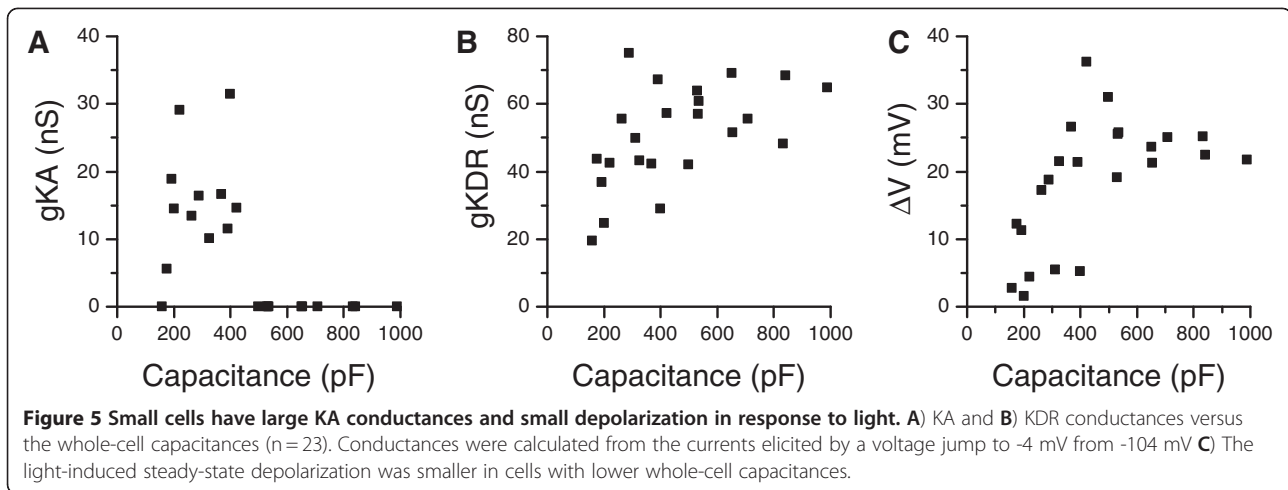 A
B
C
gKA (nS)
40
30
20
10
0
0 200 400 600 800 1000
Capacitance (pF)
gKDR (nS)
80
60
40
20
0
0 200 400 600 800 1000
Capacitance (pF)
ΔV (mV)
40
30
20
10
0
0 200 400 600 800 1000
Capacitance (pF)
Figure 5 Small cells have large KA conductances and small depolarization in response to light. A) KA and B) KDR conductances versus
the whole-cell capacitances (n = 23). Conductances were calculated from the currents elicited by a voltage jump to -4 mV from -104 mV C) The
light-induced steady-state depolarization was smaller in cells with lower whole-cell capacitances.